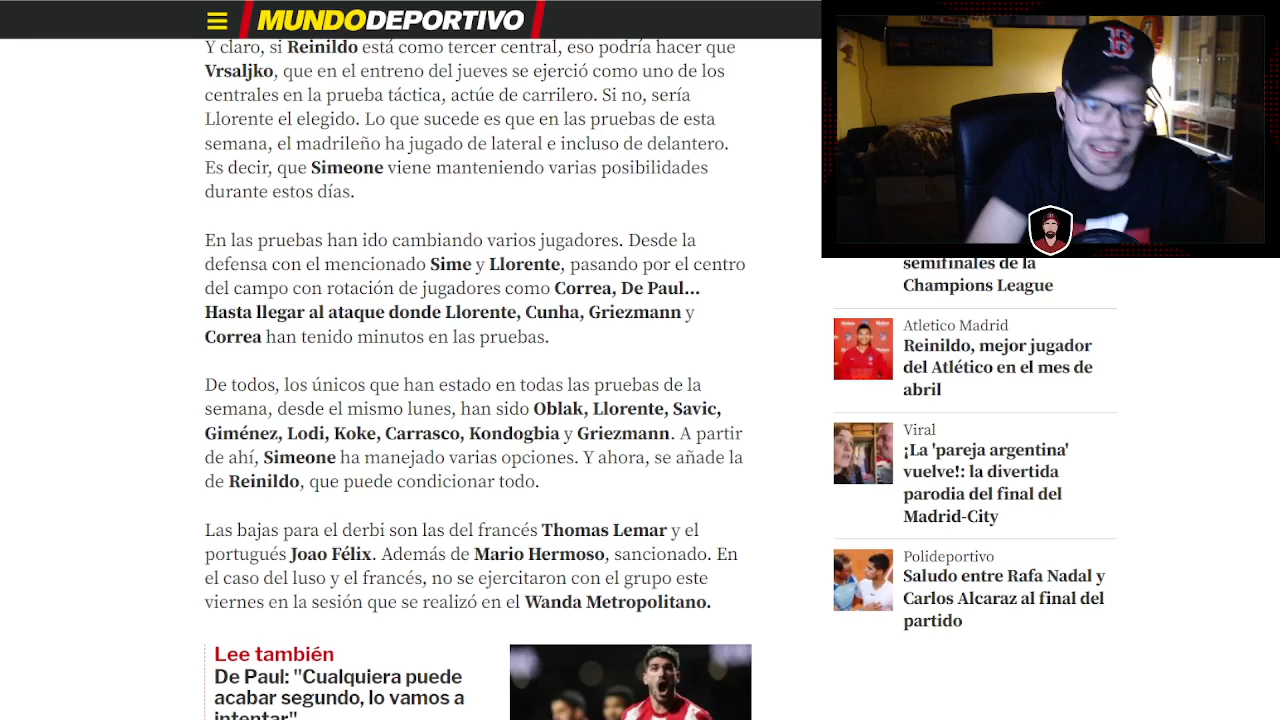 MUNDODEPORTIVO
Y claro, si Reinildo está como tercer central, eso podría hacer que
Vrsaljko, que en el entreno del jueves se ejerció como uno de los
centrales en la prueba táctica, actúe de carrilero. Si no, sería
Llorente el elegido. Lo que sucede es que en las pruebas de esta
semana, el madrileño ha jugado de lateral e incluso de delantero.
Es decir, que Simeone viene manteniendo varias posibilidades
durante estos días.
En las pruebas han ido cambiando varios jugadores. Desde la
defensa con el mencionado Sime y Llorente, pasando por el centro
del campo con rotación de jugadores como Correa, De Paul...
Hasta llegar al ataque donde Llorente, Cunha, Griezmann y
Correa han tenido minutos en las pruebas.
De todos, los únicos que han estado en todas las pruebas de la
semana, desde el mismo lunes, han sido Oblak, Llorente, Savic,
Giménez, Lodi, Koke, Carrasco, Kondogbia y Griezmann. A partir
de ahí, Simeone ha manejado varias opciones. Y ahora, se añade la
de Reinildo, que puede condicionar todo.
Las bajas para el derbi son las del francés Thomas Lemar y el
portugués Joao Félix. Además de Mario Hermoso, sancionado. En
el caso del luso y el francés, no se ejercitaron con el grupo este
viernes en la sesión que se realizó en el Wanda Metropolitano.
Lee también
De Paul: "Cualquiera puede
acabar segundo, lo vamos a
intentar"
B
semifinales de la
Champions League
Atletico Madrid
Reinildo, mejor jugador
del Atlético en el mes de
abril
Viral
¡La 'pareja argentina'
vuelve!: la divertida
parodia del final del
Madrid-City
Polideportivo
Saludo entre Rafa Nadal y
Carlos Alcaraz al final del
partido